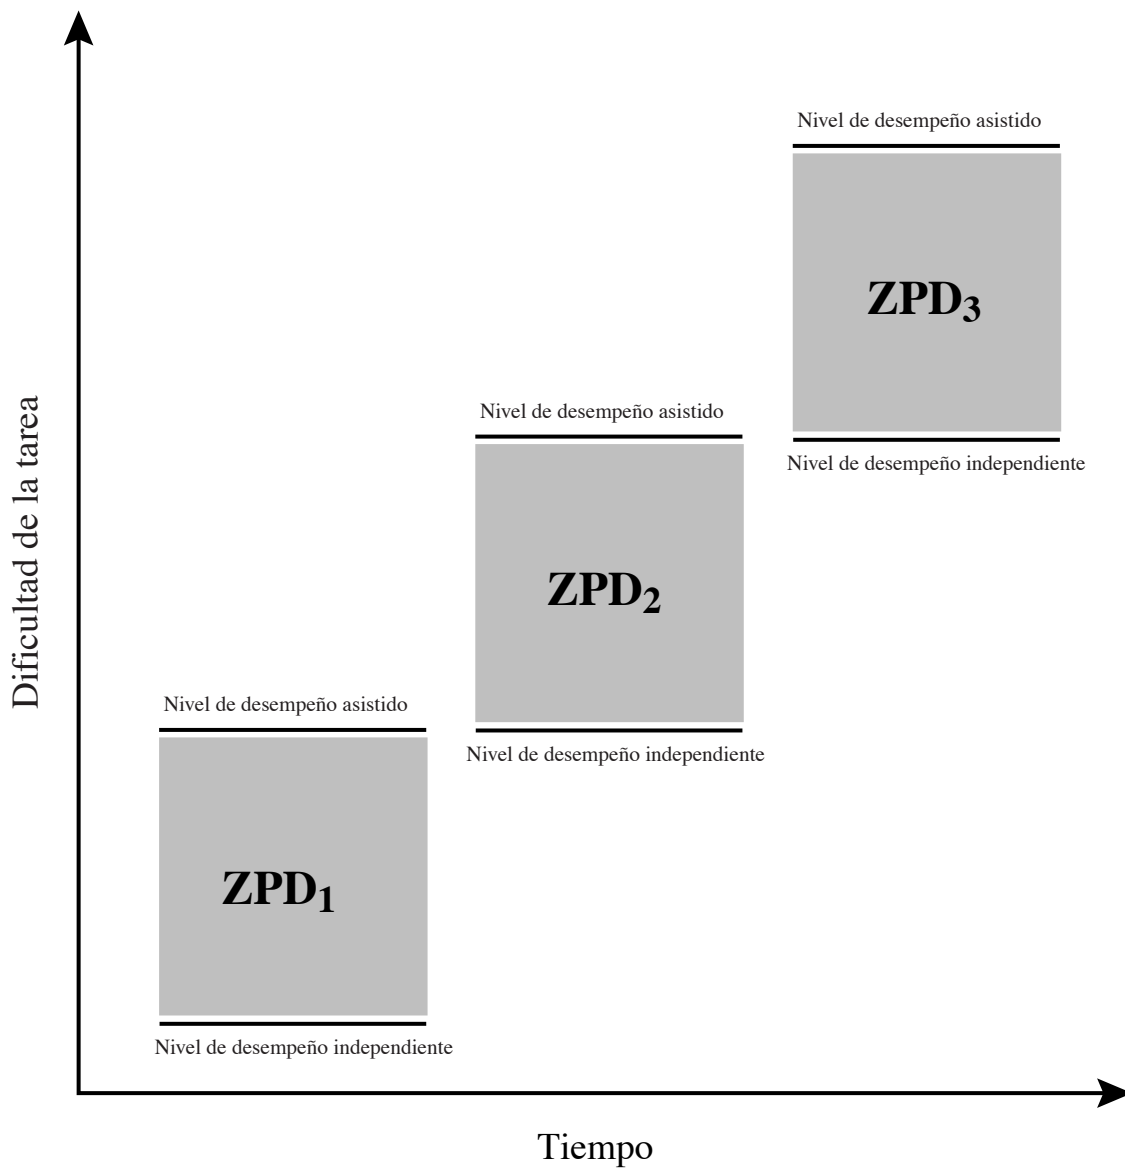 Nivel de desempeño asistido
ZPD₃
Nivel de desempeño independiente
Nivel de desempeño asistido
ZPD₂
Nivel de desempeño independiente
Nivel de desempeño asistido
ZPD₁
Nivel de desempeño independiente
Dificultad de la tarea
Tiempo